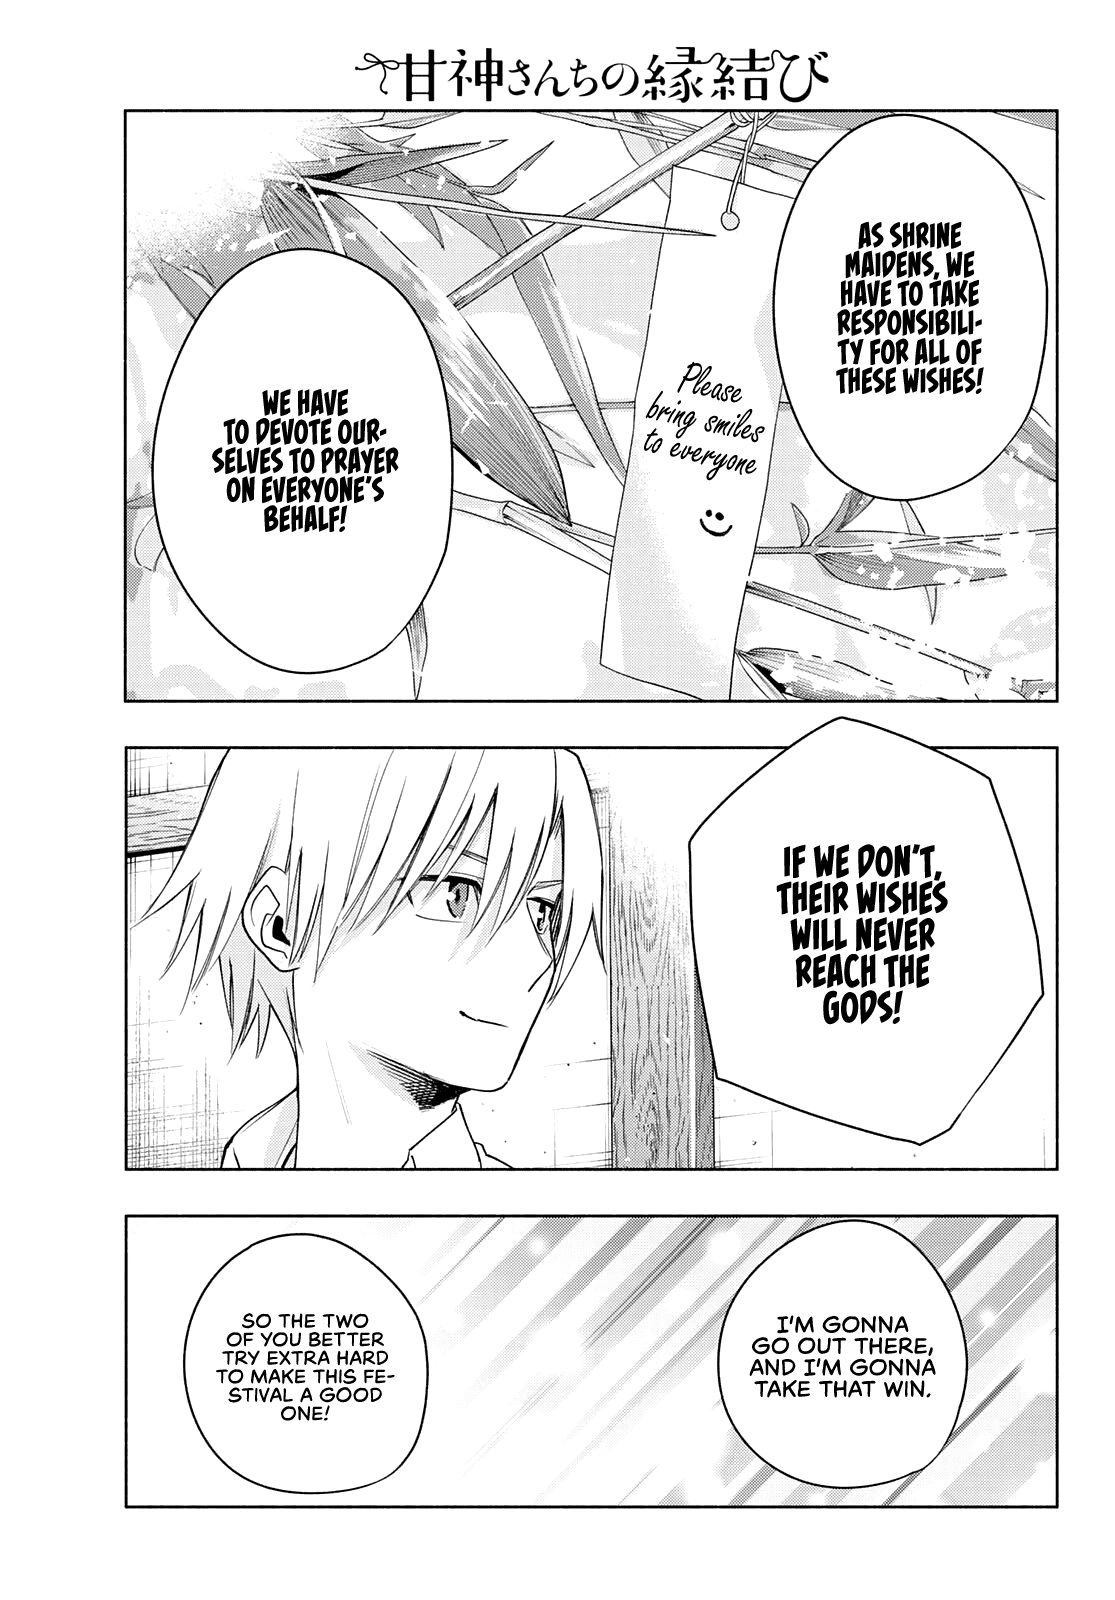 甘神さんちの縁結び
AS SHRINE
MAIDENS, WE
HAVE TO TAKE
RESPONSIBILI-
TY FOR ALL OF
THESE WISHES!
Please
bring smiles
to everyone
WE HAVE
TO DEVOTE OUR-
SELVES TO PRAYER
ON EVERYONE'S
BEHALF!
IF WE DON'T,
THEIR WISHES
WILL NEVER
REACH THE
GODS!
I'M GONNA
GO OUT THERE,
AND I'M GONNA
TAKE THAT WIN.
SO THE TWO
OF YOU BETTER
TRY EXTRA HARD
TO MAKE THIS FE-
STIVAL A GOOD
ONE!